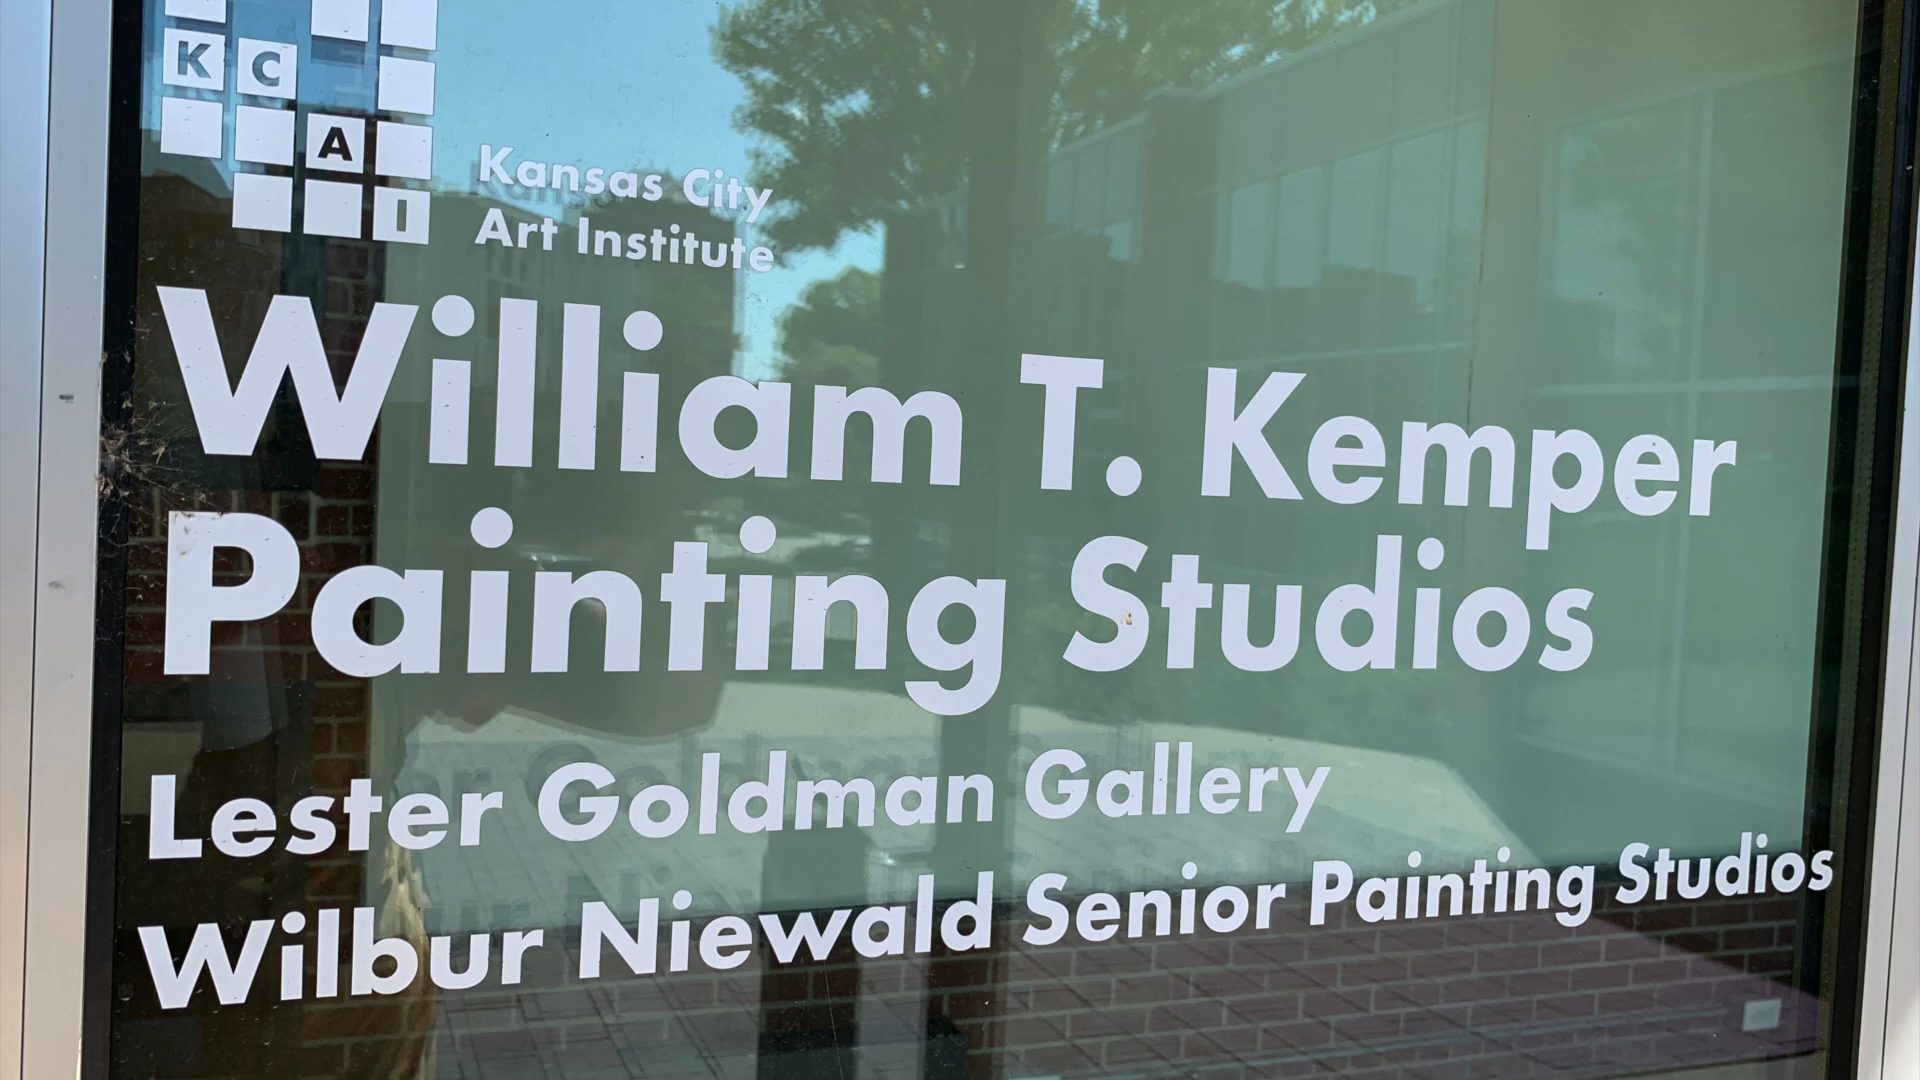 K C
A
I
Kansas City
Art Institute
William T. Kemper
Painting Studios
Lester Goldman Gallery
Wilbur Niewald Senior Painting Studios